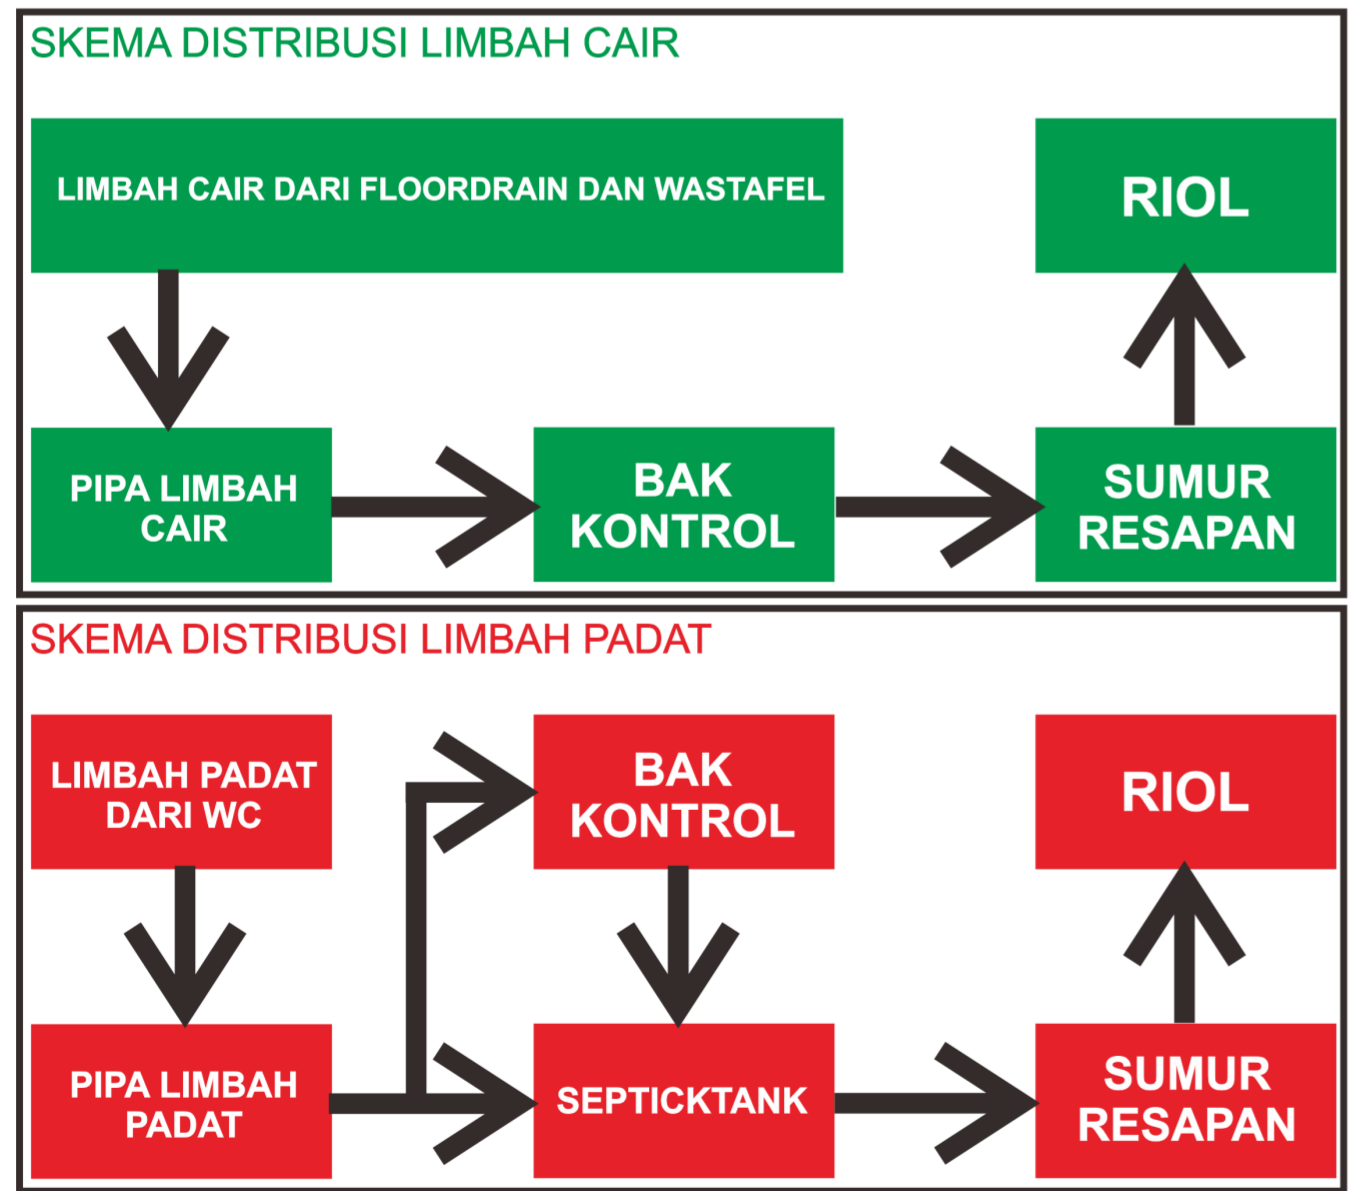 SKEMA DISTRIBUSI LIMBAH CAIR
LIMBAH CAIR DARI FLOORDRAIN DAN WASTAFEL
RIOL
PIPA LIMBAH
CAIR
BAK
KONTROL
SUMUR
RESAPAN
SKEMA DISTRIBUSI LIMBAH PADAT
LIMBAH PADAT
DARI WC
BAK
KONTROL
RIOL
PIPA LIMBAH
PADAT
SEPTICKTANK
SUMUR
RESAPAN